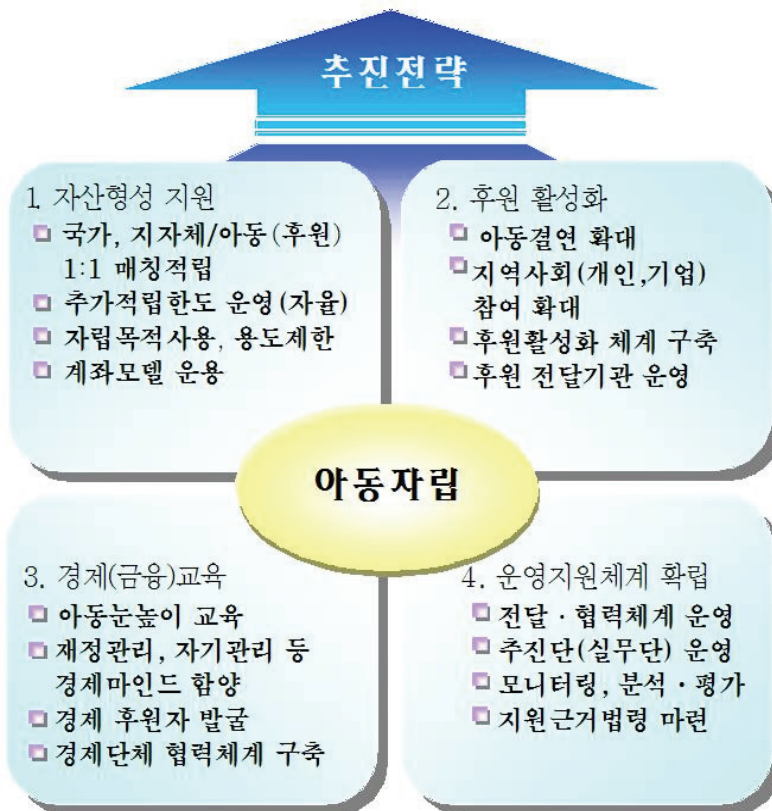 추진전략
1. 자산형성 지원
국가, 지자체/아동(후원)
1:1 매칭적립
추가적립한도 운영(자율)
자립목적사용, 용도제한
계좌모델 운용
2. 후원 활성화
아동결연 확대
지역사회(개인,기업)
참여 확대
후원활성화 체계 구축
후원 전달기관 운영
아동자립
3. 경제(금융)교육
아동눈높이 교육
재정관리, 자기관리 등
경제마인드 함양
경제 후원자 발굴
경제단체 협력체계 구축
4. 운영지원체계 확립
전달·협력체계 운영
추진단(실무단) 운영
모니터링, 분석·평가
지원근거법령 마련